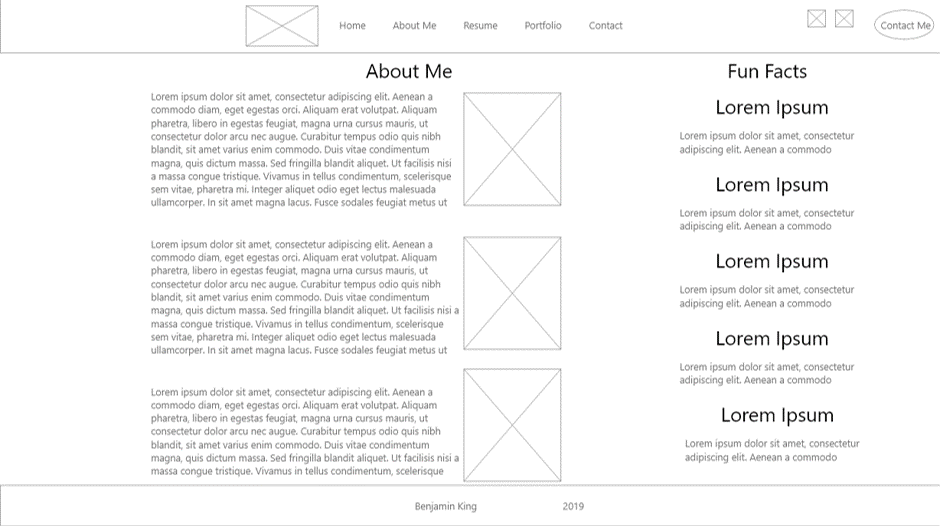 Home About Me Resume Portfolio Contact Contact Me
About Me
Lorem ipsum dolor sit amet, consectetur adipiscing elit. Aenean a
commodo diam, eget egestas orci. Aliquam erat volutpat. Aliquam
pharetra, libero in egestas feugiat, magna urna cursus mauris, ut
consectetur dolor arcu nec augue. Curabitur tempus odio quis nibh
blandit, sit amet varius enim commodo. Duis vitae condimentum
magna, quis dictum massa. Sed fringilla blandit aliquet. Ut facilisis nisi
a massa congue tristique. Vivamus in tellus condimentum, scelerisque
sem vitae, pharetra mi. Integer aliquet odio eget lectus malesuada
ullamcorper. In sit amet magna lacus. Fusce sodales feugiat metus ut
Lorem ipsum dolor sit amet, consectetur adipiscing elit. Aenean a
commodo diam, eget egestas orci. Aliquam erat volutpat. Aliquam
pharetra, libero in egestas feugiat, magna urna cursus mauris, ut
consectetur dolor arcu nec augue. Curabitur tempus odio quis nibh
blandit, sit amet varius enim commodo. Duis vitae condimentum
magna, quis dictum massa. Sed fringilla blandit aliquet. Ut facilisis nisi a
massa congue tristique. Vivamus in tellus condimentum, scelerisque
sem vitae, pharetra mi. Integer aliquet odio eget lectus malesuada
ullamcorper. In sit amet magna lacus. Fusce sodales feugiat metus ut
Lorem ipsum dolor sit amet, consectetur adipiscing elit. Aenean a
commodo diam, eget egestas orci. Aliquam erat volutpat. Aliquam
pharetra, libero in egestas feugiat, magna urna cursus mauris, ut
consectetur dolor arcu nec augue. Curabitur tempus odio quis nibh
blandit, sit amet varius enim commodo. Duis vitae condimentum
magna, quis dictum massa. Sed fringilla blandit aliquet. Ut facilisis nisi a
massa congue tristique. Vivamus in tellus condimentum, scelerisque
Fun Facts
Lorem Ipsum
Lorem ipsum dolor sit amet, consectetur
adipiscing elit. Aenean a commodo
Lorem Ipsum
Lorem ipsum dolor sit amet, consectetur
adipiscing elit. Aenean a commodo
Lorem Ipsum
Lorem ipsum dolor sit amet, consectetur
adipiscing elit. Aenean a commodo
Lorem Ipsum
Lorem ipsum dolor sit amet, consectetur
adipiscing elit. Aenean a commodo
Lorem Ipsum
Lorem ipsum dolor sit amet, consectetur
adipiscing elit. Aenean a commodo
Benjamin King 2019